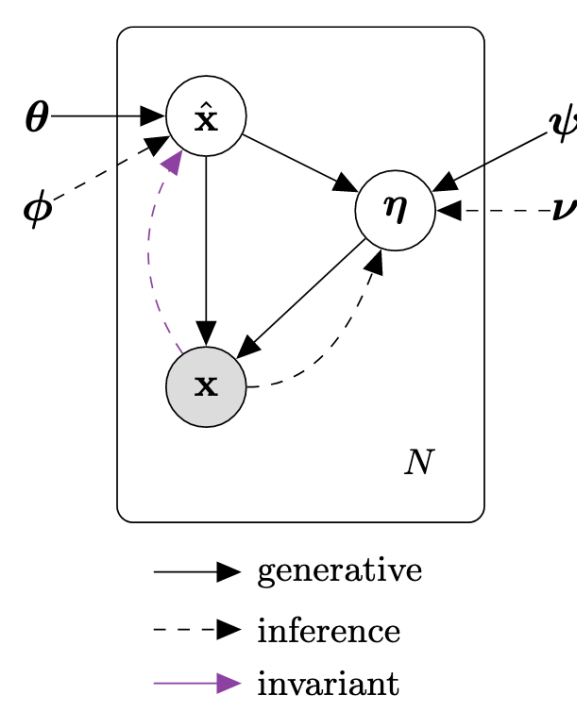 θ
x̂
ψ
ϕ
η
ν
x
N
generative
inference
invariant